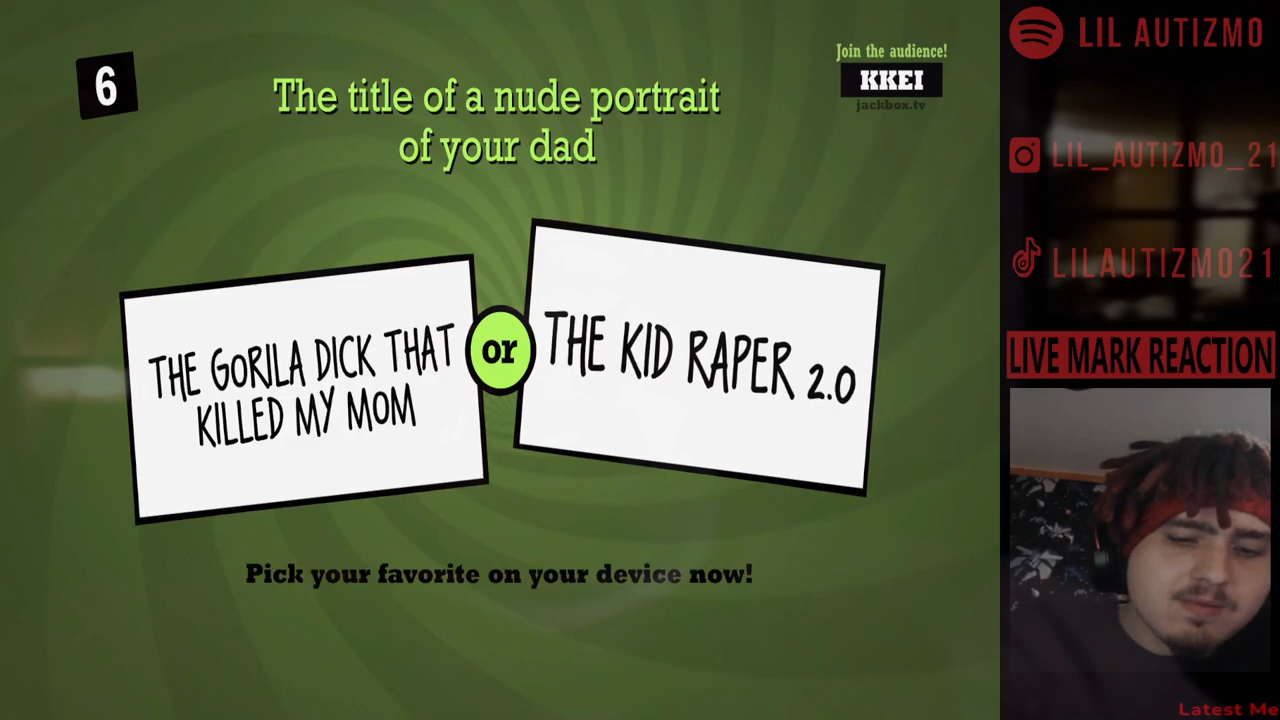 6
The title of a nude portrait
of your dad
Join the audience!
KKEI
jackbox.tv
THE GORILA DICK THAT
KILLED MY MOM
or
THE KID RAPER 2.0
Pick your favorite on your device now!
LIL AUTIZMO
LIL_AUTIZMO_21
LILAUTIZMO21
LIVE MARK REACTION
Latest Me